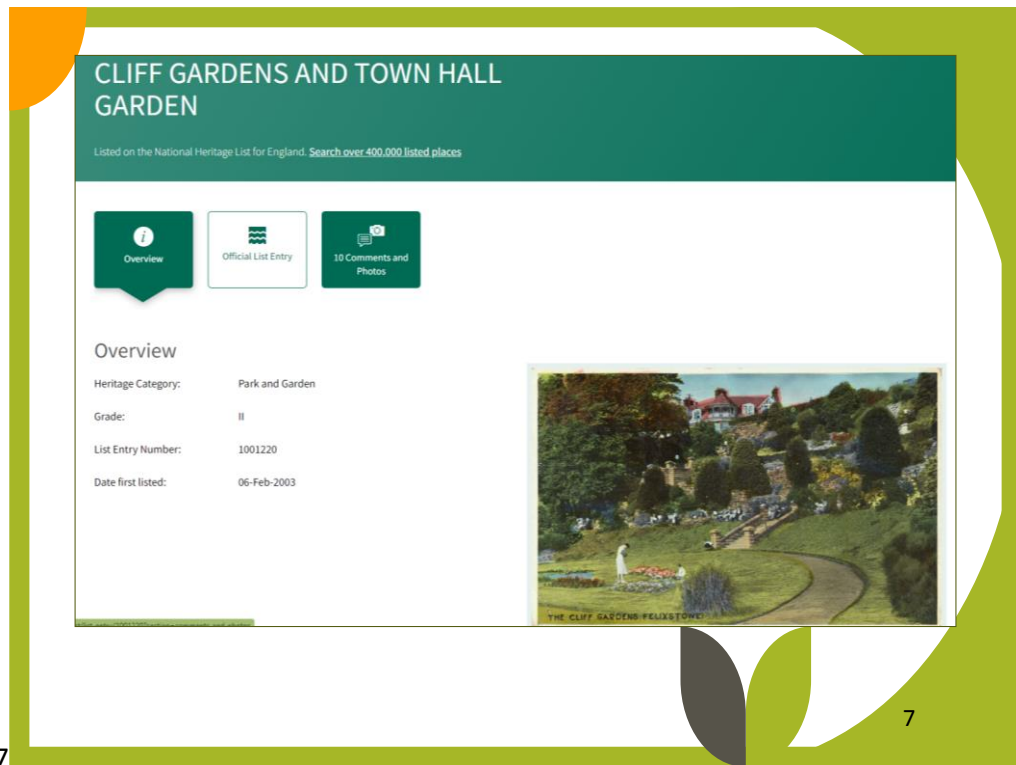 CLIFF GARDENS AND TOWN HALL
GARDEN
Listed on the National Heritage List for England. Search over 400,000 listed places
Overview
Official List Entry
10 Comments and
Photos
Overview
Heritage Category: Park and Garden
Grade: II
List Entry Number: 1001220
Date first listed: 06-Feb-2003
THE CLIFF GARDENS FELIXSTOWE
7
7